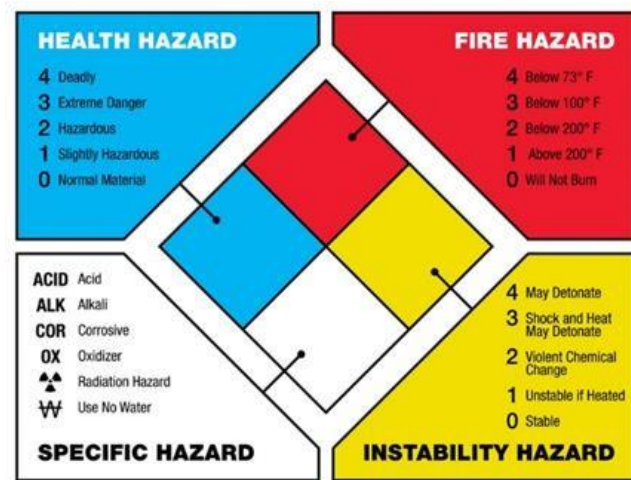 HEALTH HAZARD
4 Deadly
3 Extreme Danger
2 Hazardous
1 Slightly Hazardous
0 Normal Material
FIRE HAZARD
4 Below 73° F
3 Below 100° F
2 Below 200° F
1 Above 200° F
0 Will Not Burn
ACID Acid
ALK Alkali
COR Corrosive
OX Oxidizer
Radiation Hazard
W Use No Water
SPECIFIC HAZARD
4 May Detonate
3 Shock and Heat
May Detonate
2 Violent Chemical
Change
1 Unstable if Heated
0 Stable
INSTABILITY HAZARD